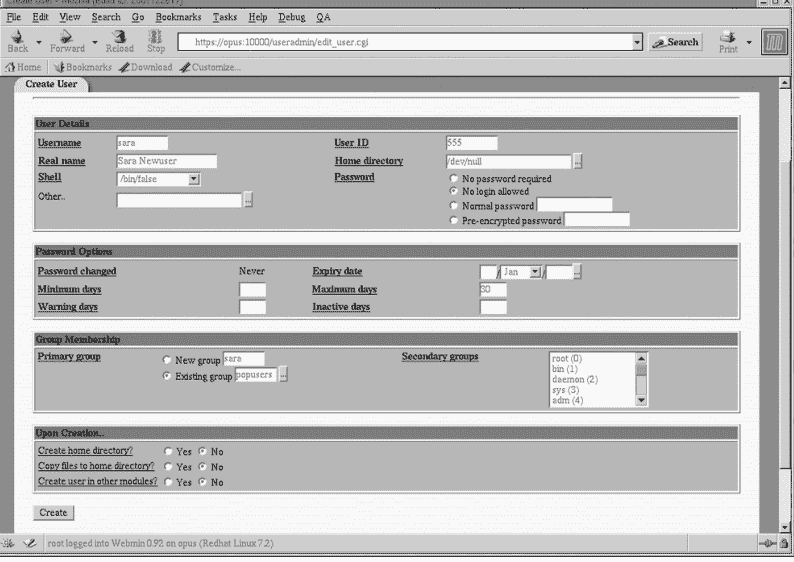 Create User - Mozilla {Build ID: 2001122617}
File Edit View Search Go Bookmarks Tasks Help Debug QA
Back Forward Reload Stop https://opus:10000/useradmin/edit_user.cgi Search Print
Home Bookmarks Download Customize...
Create User
User Details
Username sara User ID 555
Real name Sara Newuser Home directory /dev/null ...
Shell /bin/false Password No password required
No login allowed
Other.. ... Normal password
Pre-encrypted password
Password Options
Password changed Never Expiry date / Jan / ...
Minimum days Maximum days 30
Warning days Inactive days
Group Membership
Primary group New group sara Secondary groups root (0)
bin (1)
Existing group popusers ... daemon (2)
sys (3)
adm (4)
Upon Creation..
Create home directory? Yes No
Copy files to home directory? Yes No
Create user in other modules? Yes No
Create
root logged into Webmin 0.92 on opus (Redhat Linux 7.2)